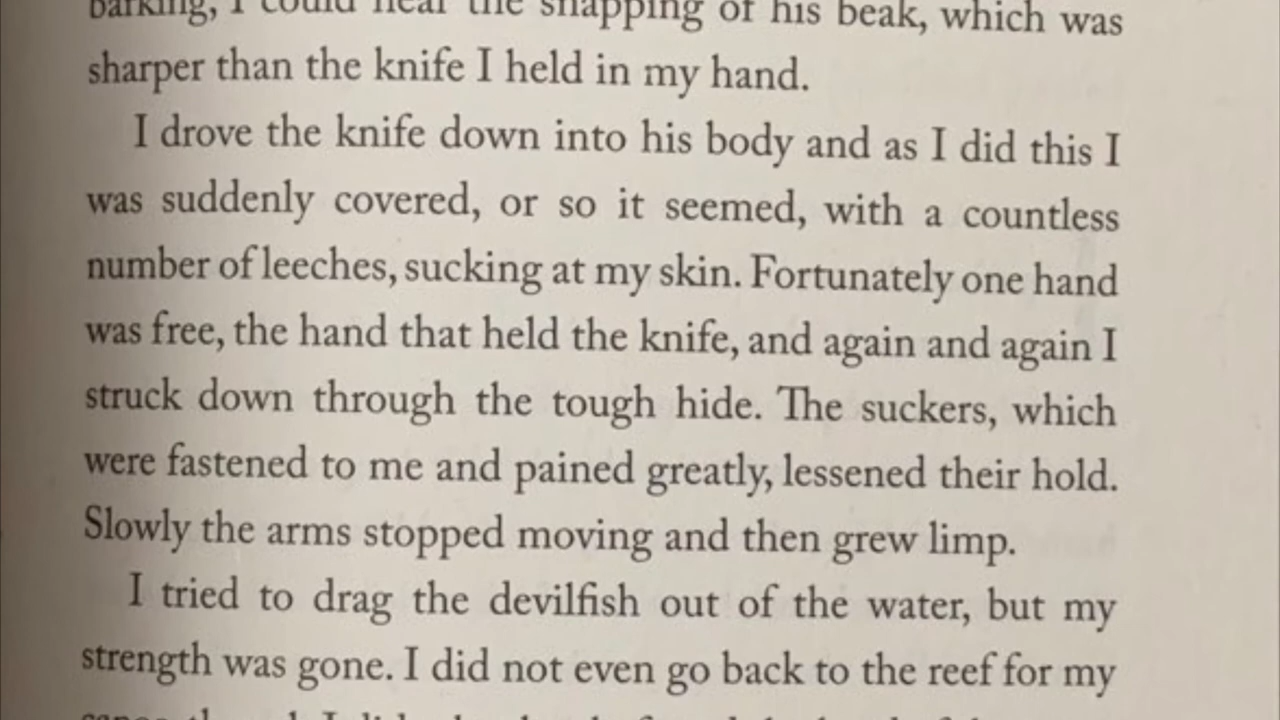 barking, I could hear the snapping of his beak, which was
sharper than the knife I held in my hand.
I drove the knife down into his body and as I did this I
was suddenly covered, or so it seemed, with a countless
number of leeches, sucking at my skin. Fortunately one hand
was free, the hand that held the knife, and again and again I
struck down through the tough hide. The suckers, which
were fastened to me and pained greatly, lessened their hold.
Slowly the arms stopped moving and then grew limp.
I tried to drag the devilfish out of the water, but my
strength was gone. I did not even go back to the reef for my